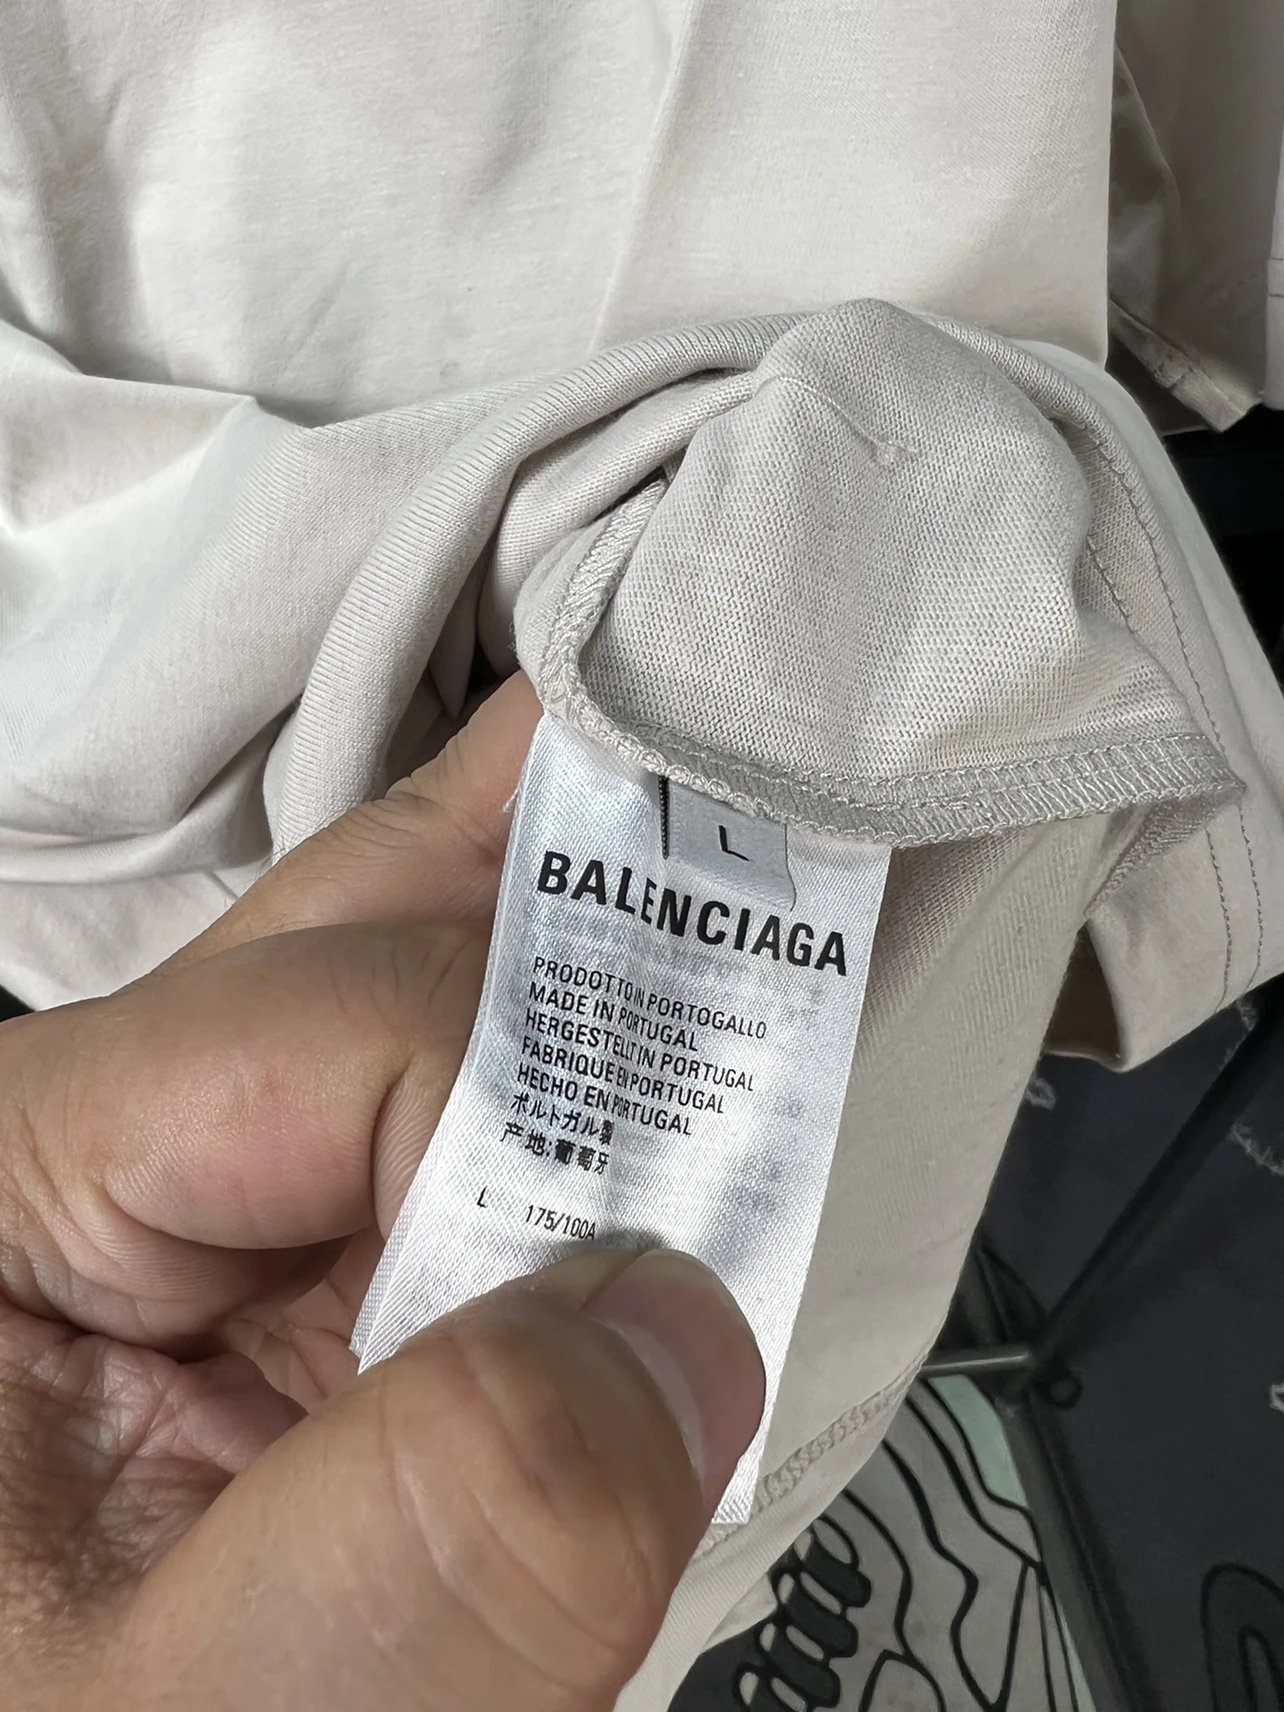 L
BALENCIAGA
PRODOTTO IN PORTOGALLO
MADE IN PORTUGAL
HERGESTELLT IN PORTUGAL
FABRIQUE EN PORTUGAL
HECHO EN PORTUGAL
ポルトガル製
产地:葡萄牙
L 175/100A